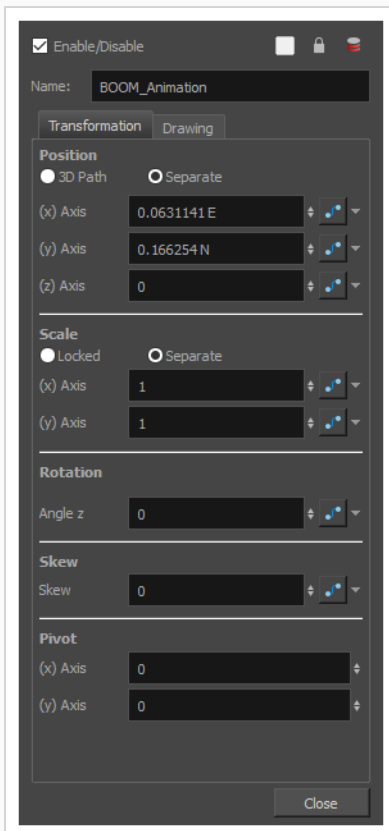 Enable/Disable
Name: BOOM_Animation
Transformation Drawing
Position
3D Path Separate
(x) Axis 0.0631141 E
(y) Axis 0.166254 N
(z) Axis 0
Scale
Locked Separate
(x) Axis 1
(y) Axis 1
Rotation
Angle z 0
Skew
Skew 0
Pivot
(x) Axis 0
(y) Axis 0
Close